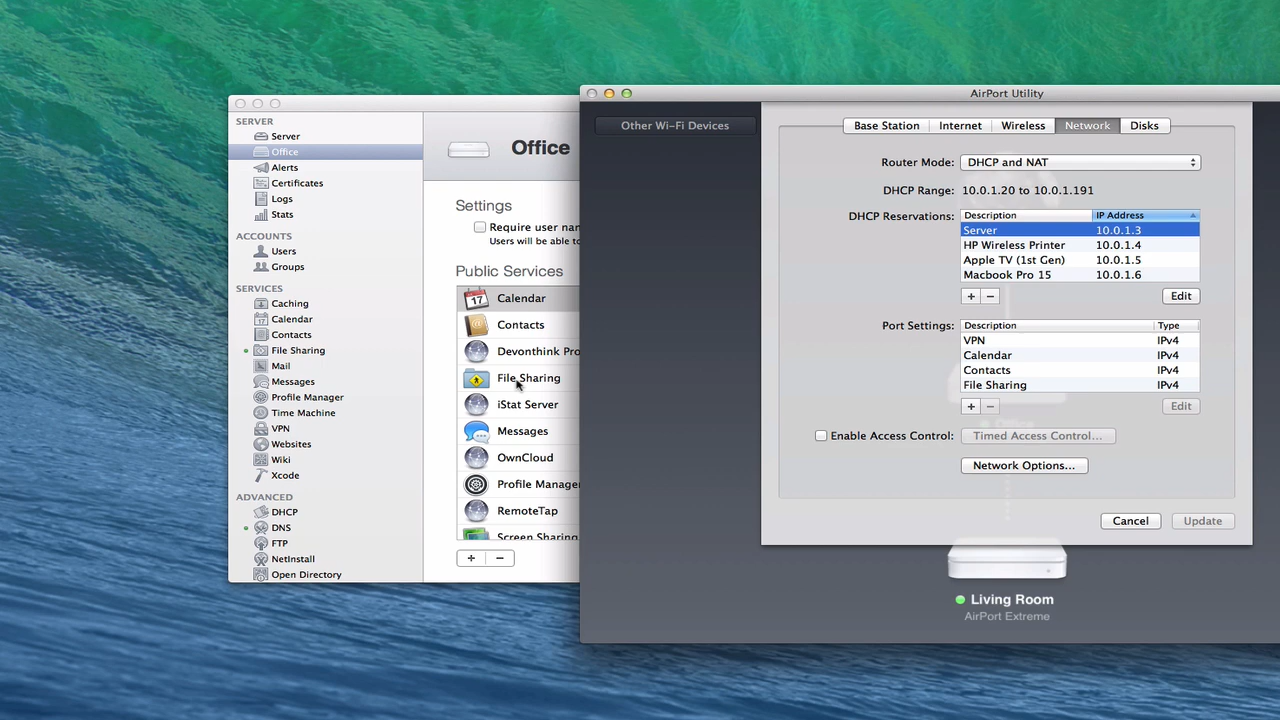 SERVER
Server
Office
Alerts
Certificates
Logs
Stats
ACCOUNTS
Users
Groups
SERVICES
Caching
Calendar
Contacts
File Sharing
Mail
Messages
Profile Manager
Time Machine
VPN
Websites
Wiki
Xcode
ADVANCED
DHCP
DNS
FTP
NetInstall
Open Directory
Office
Settings
Require user nam
Users will be able to
Public Services
17 Calendar
Contacts
Devonthink Pro
File Sharing
iStat Server
Messages
OwnCloud
Profile Manager
RemoteTap
Screen Sharing
+ −
AirPort Utility
Other Wi-Fi Devices
Base Station Internet Wireless Network Disks
Router Mode: DHCP and NAT
DHCP Range: 10.0.1.20 to 10.0.1.191
DHCP Reservations: Description IP Address
Server 10.0.1.3
HP Wireless Printer 10.0.1.4
Apple TV (1st Gen) 10.0.1.5
Macbook Pro 15 10.0.1.6
+ − Edit
Port Settings: Description Type
VPN IPv4
Calendar IPv4
Contacts IPv4
File Sharing IPv4
+ − Edit
Enable Access Control: Timed Access Control...
Network Options...
Cancel Update
Living Room
AirPort Extreme